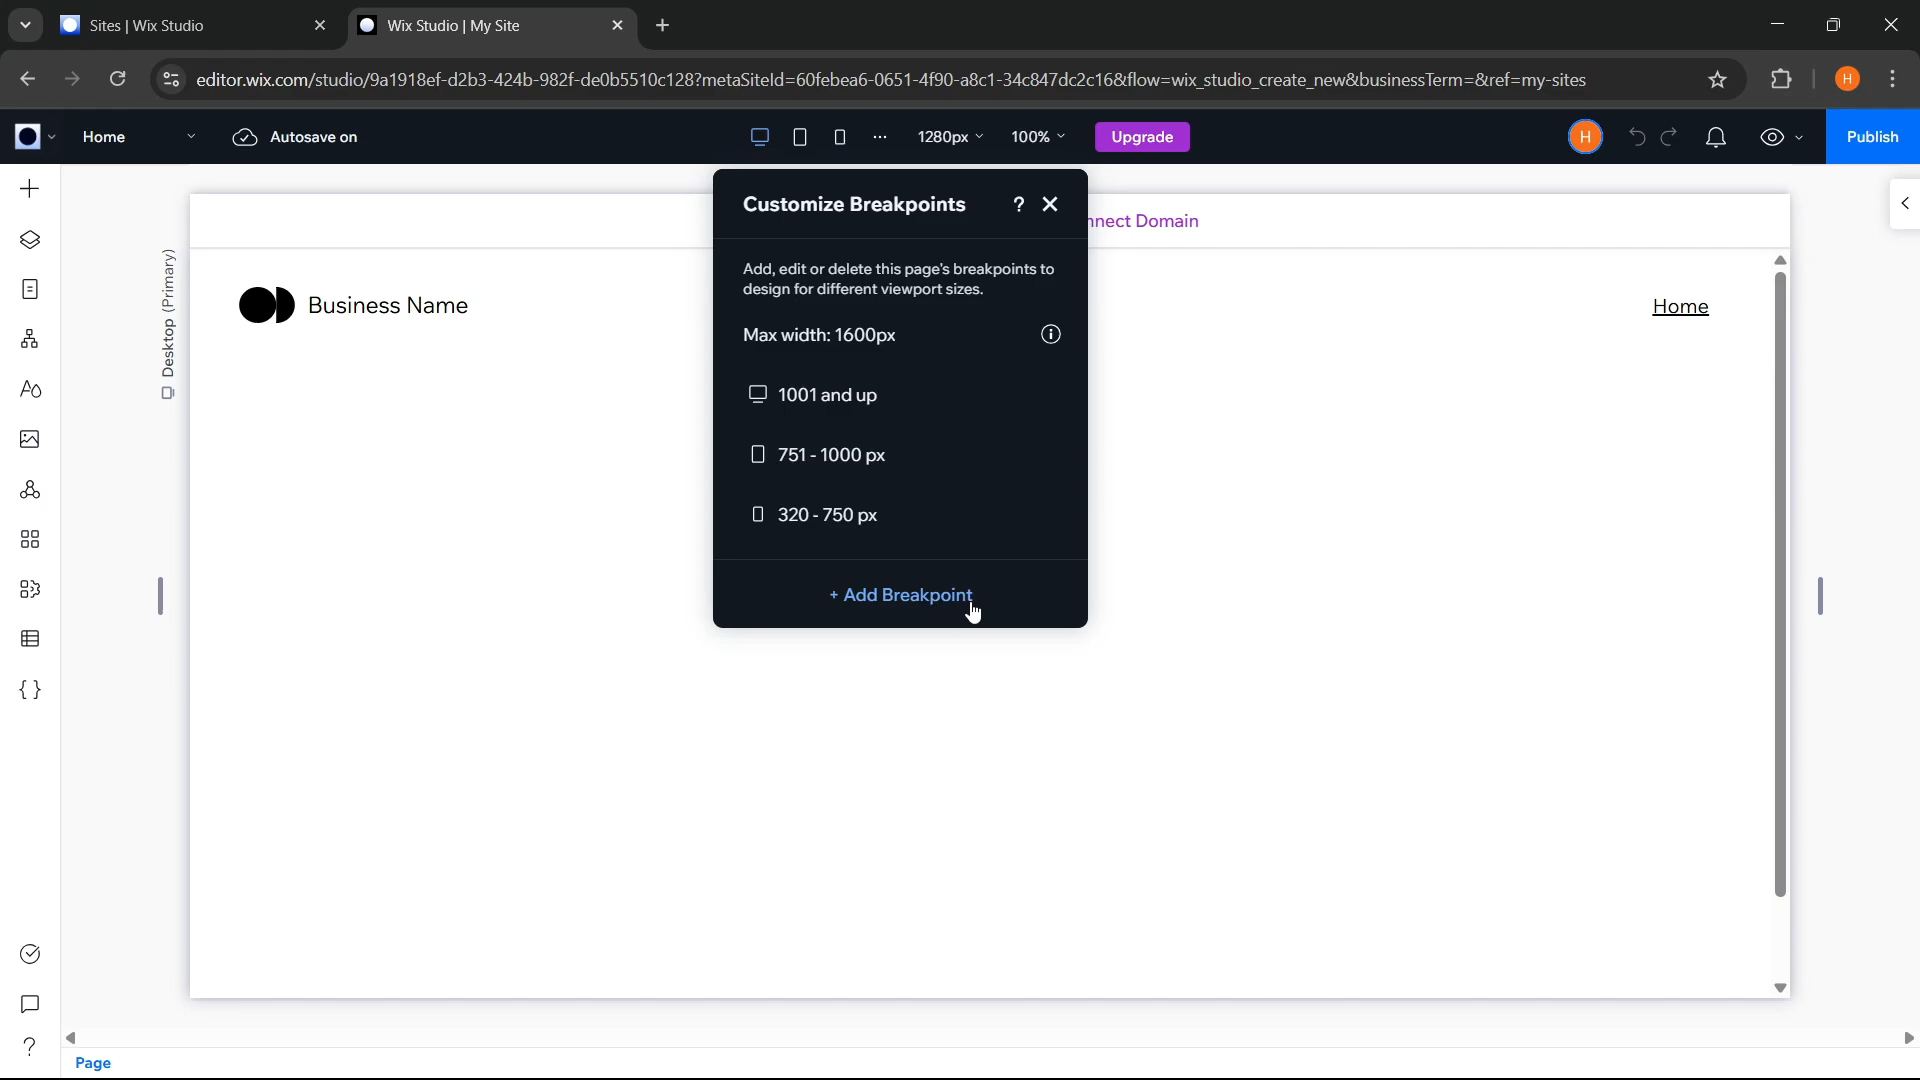 Sites | Wix Studio
Wix Studio | My Site
editor.wix.com/studio/9a1918ef-d2b3-424b-982f-de0b5510c128?metaSiteId=60febea6-0651-4f90-a8c1-34c847dc2c16&flow=wix_studio_create_new&businessTerm=&ref=my-sites
H
Home
Autosave on
1280px
100%
Upgrade
H
Publish
Customize Breakpoints
?
Add, edit or delete this page's breakpoints to
design for different viewport sizes.
Max width: 1600px
1001 and up
751 - 1000 px
320 - 750 px
+ Add Breakpoint
nnect Domain
Desktop (Primary)
Business Name
Home
Page